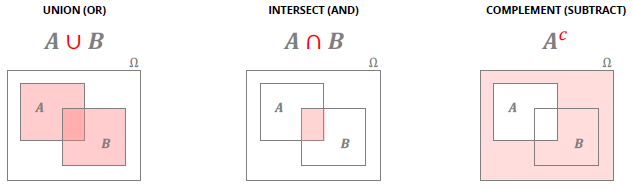 UNION (OR) INTERSECT (AND) COMPLEMENT (SUBTRACT)
A ∪ B A ∩ B Aᶜ
Ω Ω Ω
A A A
B B B